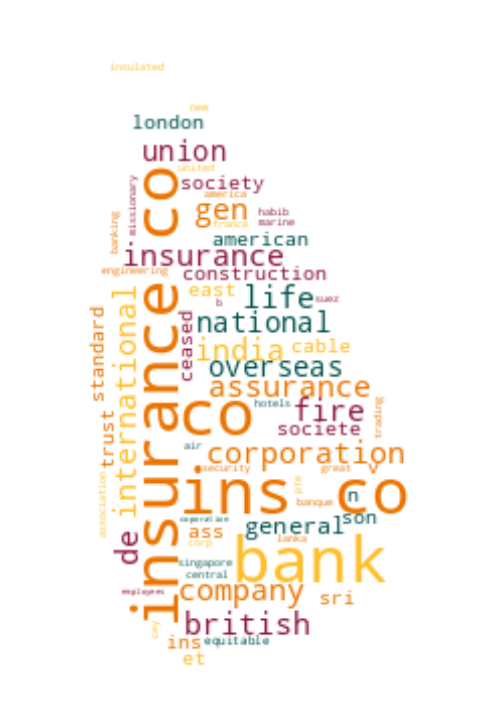 insulated
new
london
union
united
co
society
missionary
america
gen
habib
marine
france
banking
american
insurance
engineering
construction
east
life
b
suez
international
insurance
national
standard
ceased
india
cable
overseas
assurance
co
hotels
fire
trading
societe
trust
air
corporation
security
great
v
association
ins
co
pte
n
banque
corporation
son
ass
general
de
corp
lanka
bank
singapore
central
employees
company
sri
british
cey
ins
equitable
et